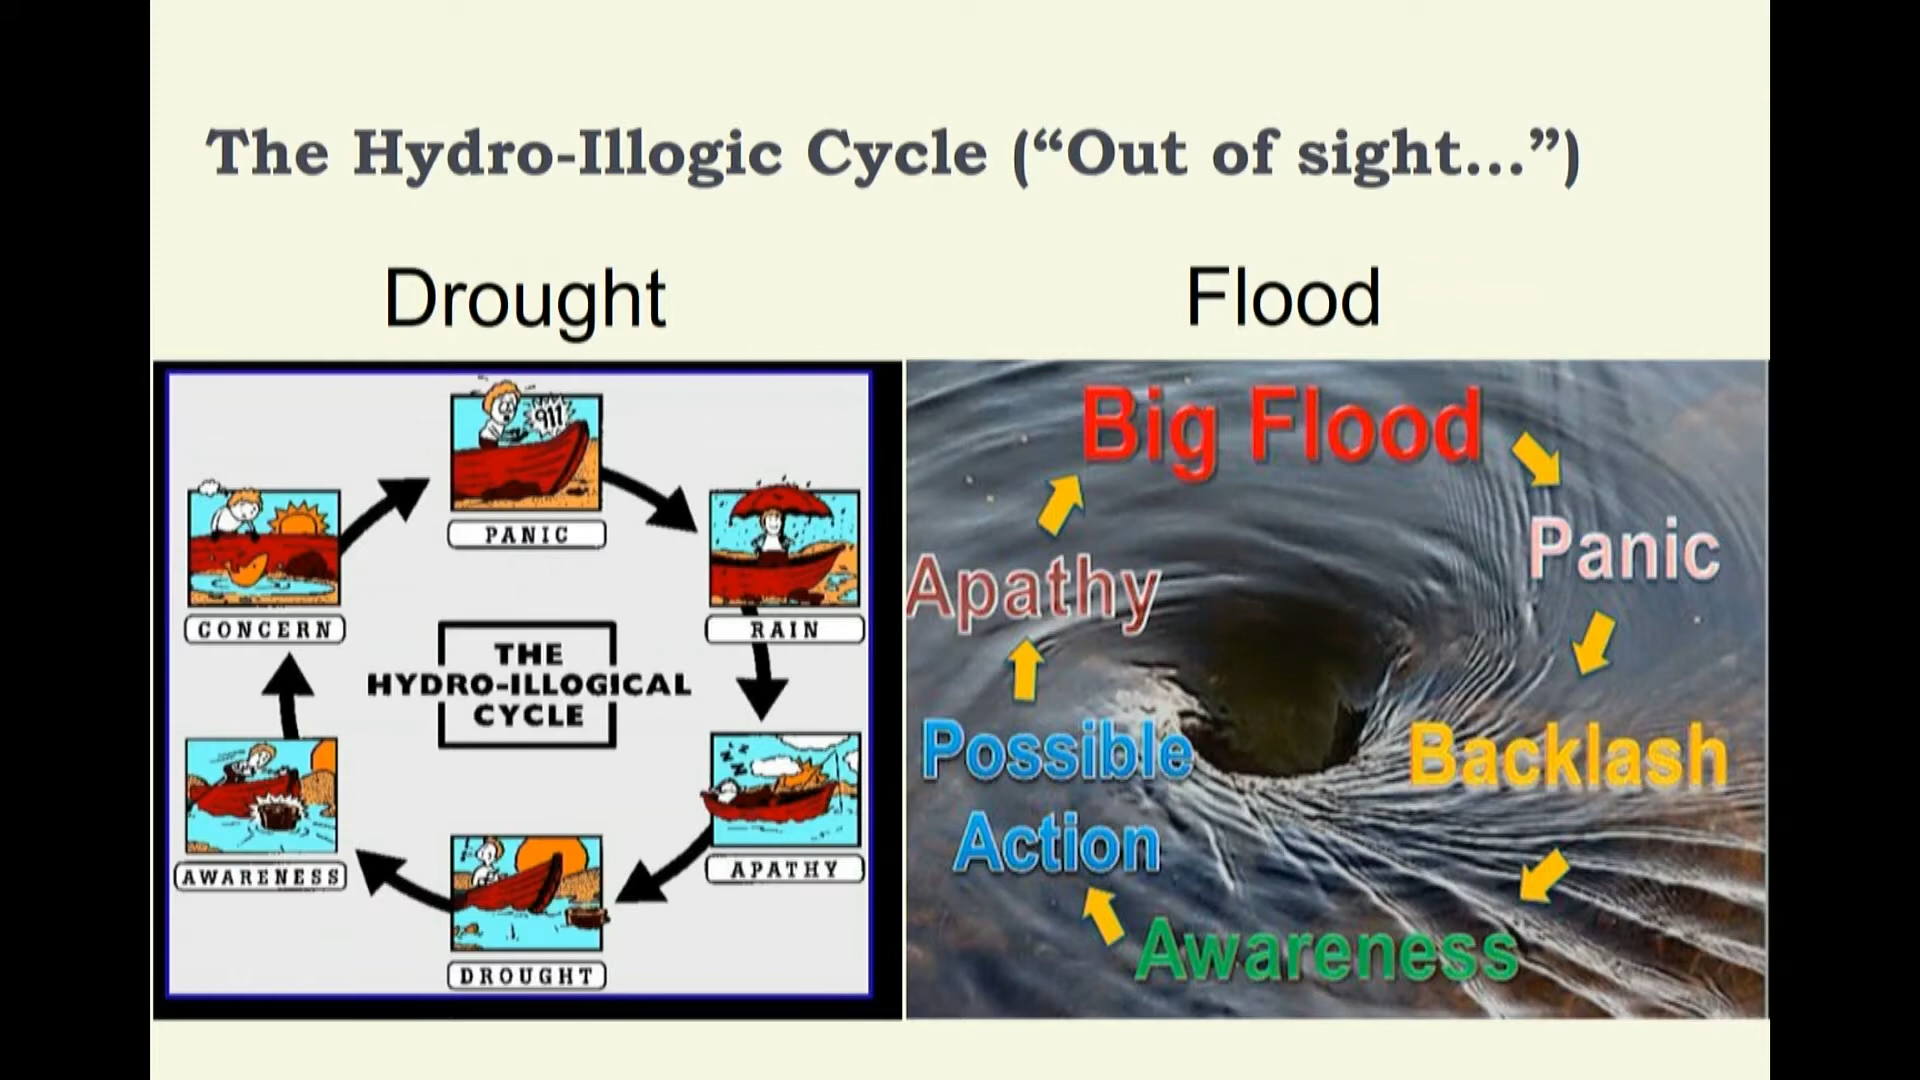 The Hydro-Illogic Cycle (“Out of sight...”)
Drought
Flood
911
PANIC
CONCERN
RAIN
THE
HYDRO-ILLOGICAL
CYCLE
AWARENESS
APATHY
DROUGHT
Big Flood
Panic
Apathy
Possible
Action
Backlash
Awareness